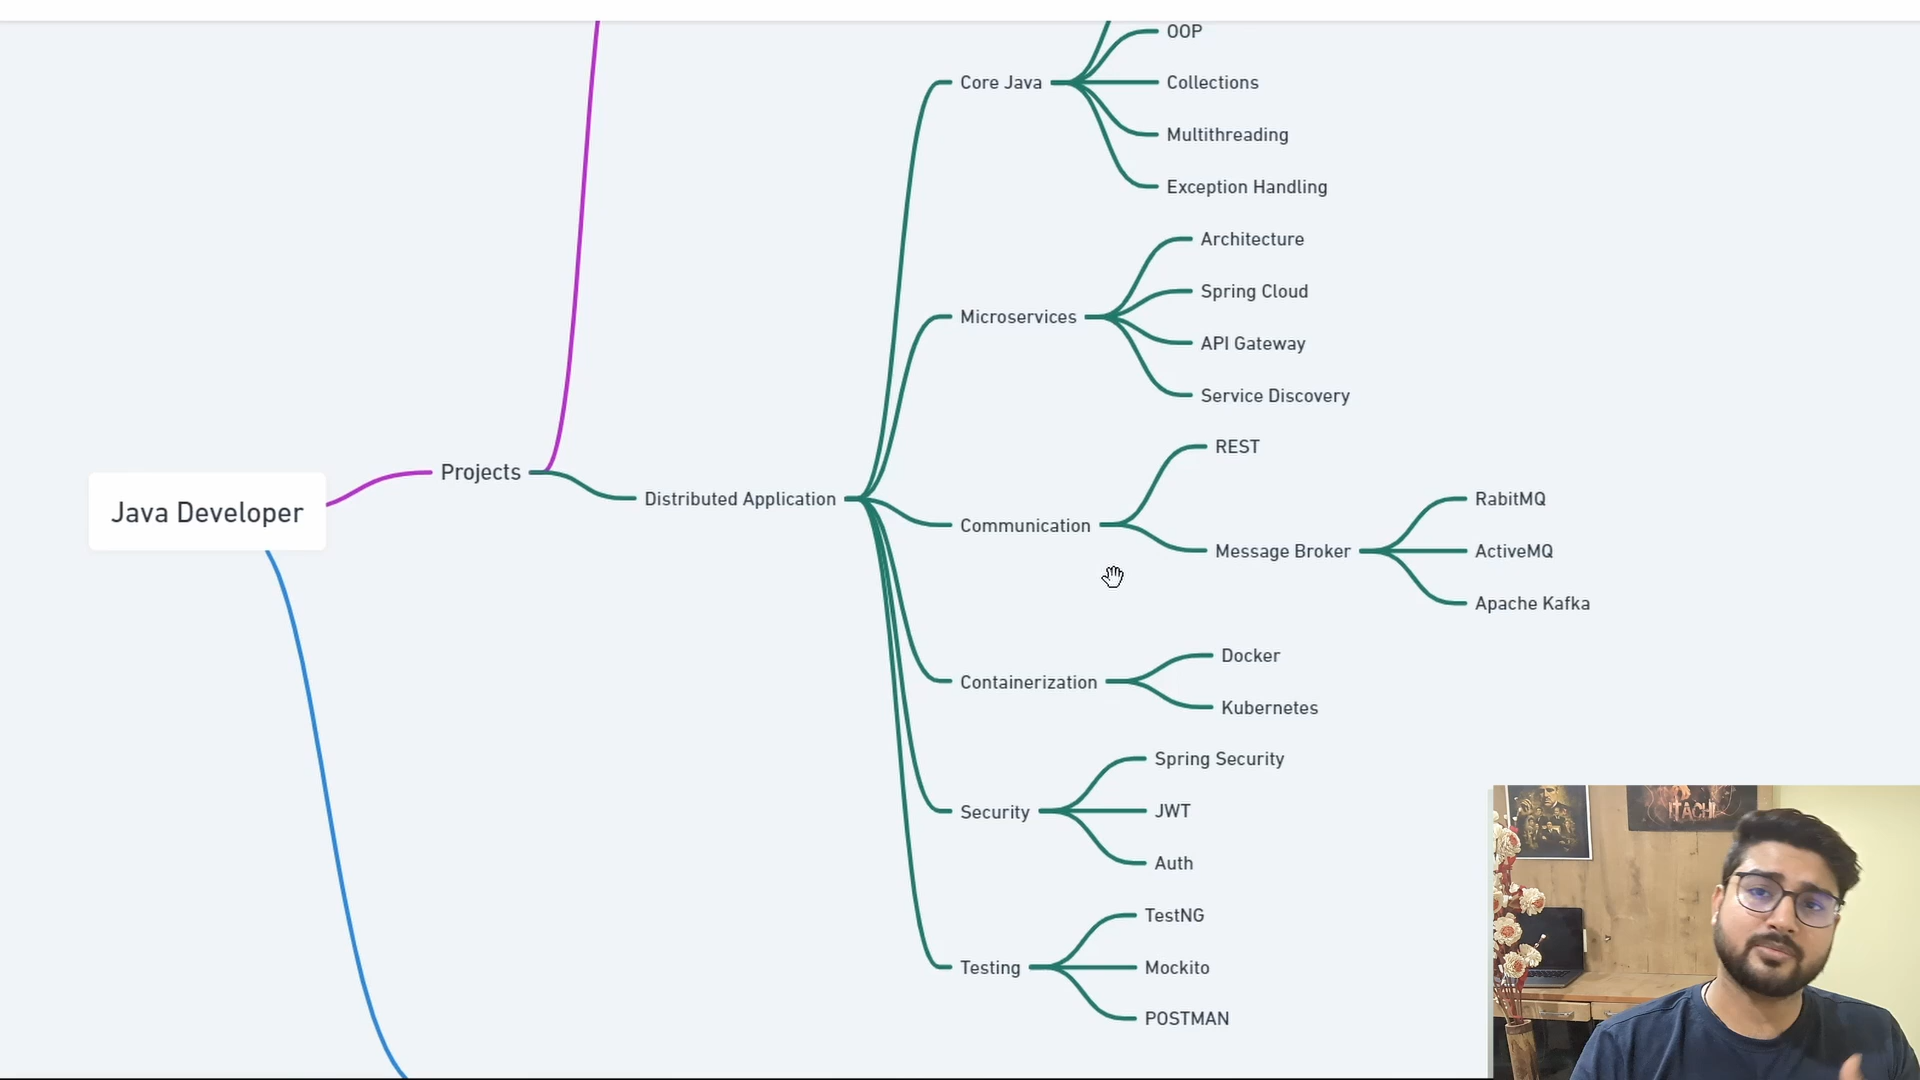 OOP
Core Java
Collections
Multithreading
Exception Handling
Architecture
Spring Cloud
Microservices
API Gateway
Service Discovery
REST
Java Developer
Projects
Distributed Application
Communication
Message Broker
RabitMQ
ActiveMQ
Apache Kafka
Containerization
Docker
Kubernetes
Spring Security
Security
JWT
Auth
TestNG
Testing
Mockito
POSTMAN
ITACHI